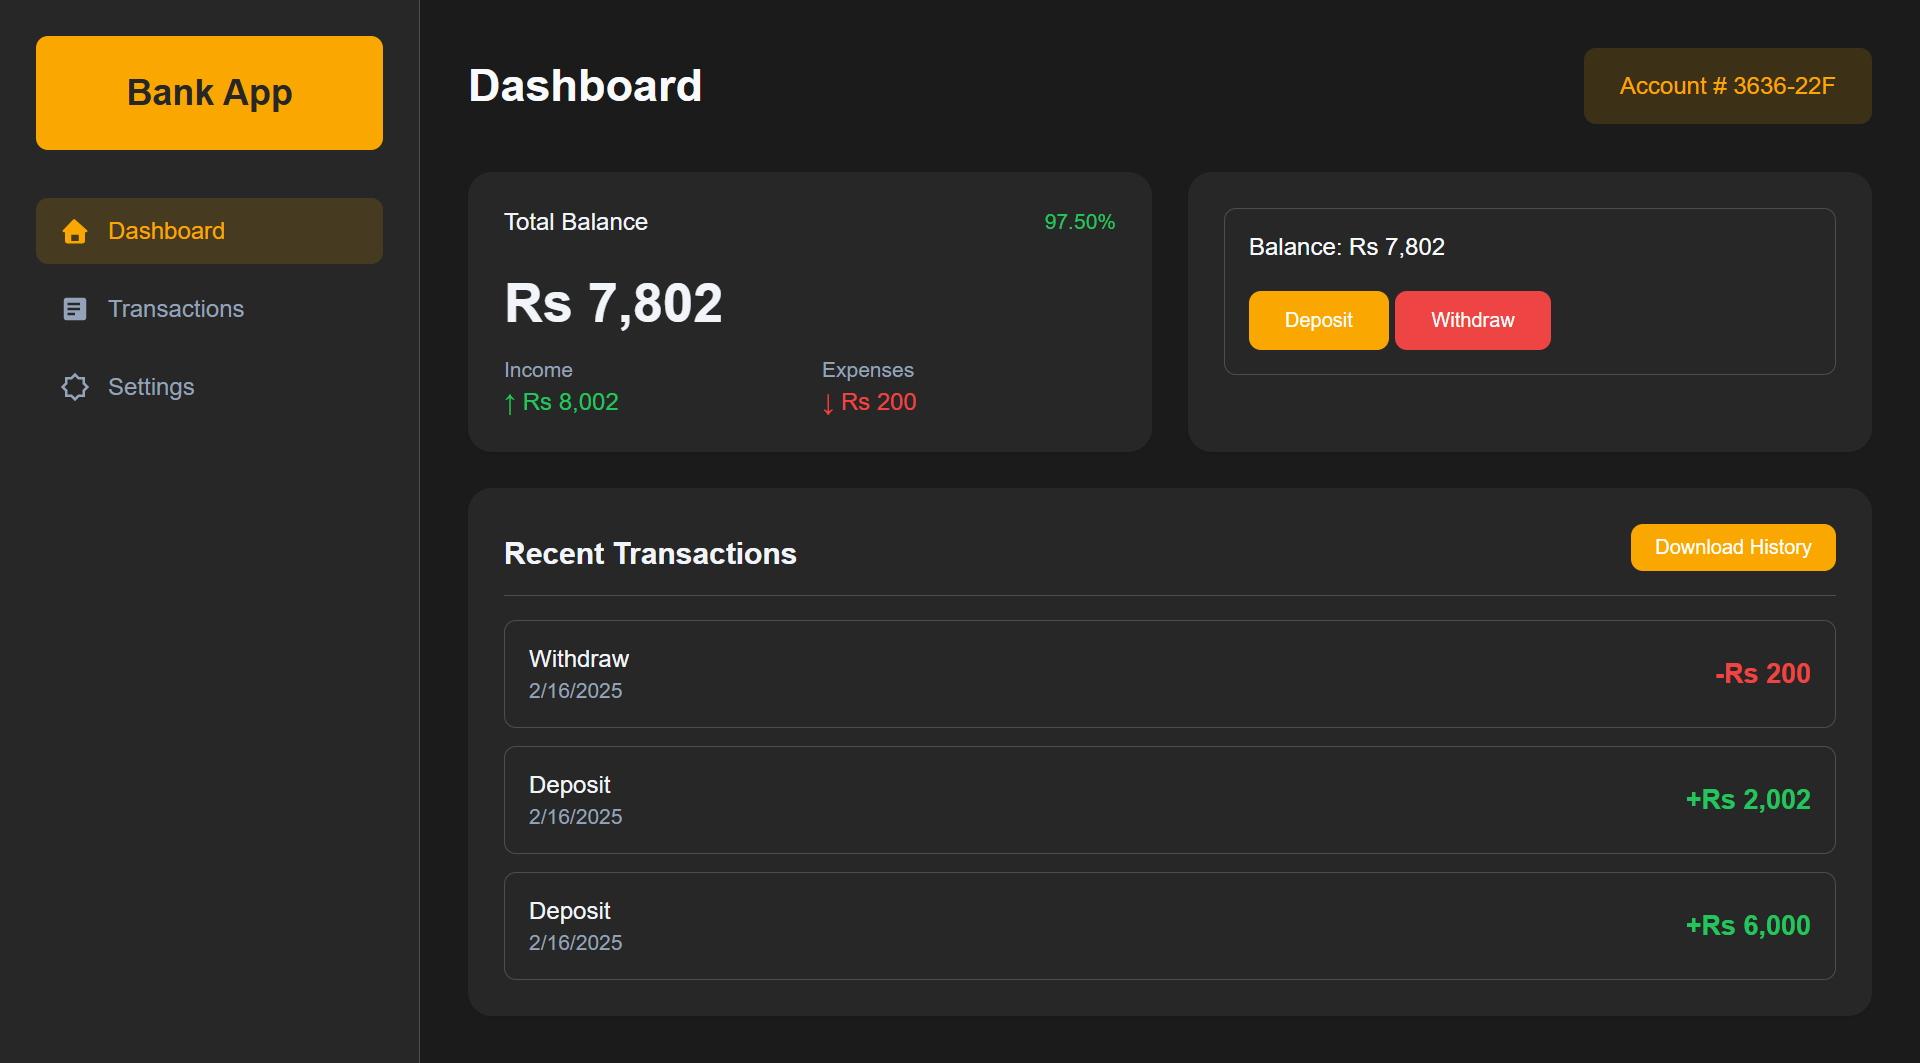 Bank App
Dashboard
Transactions
Settings
Dashboard
Account # 3636-22F
Total Balance
97.50%
Rs 7,802
Income
↑ Rs 8,002
Expenses
↓ Rs 200
Balance: Rs 7,802
Deposit
Withdraw
Recent Transactions
Download History
Withdraw
2/16/2025
-Rs 200
Deposit
2/16/2025
+Rs 2,002
Deposit
2/16/2025
+Rs 6,000